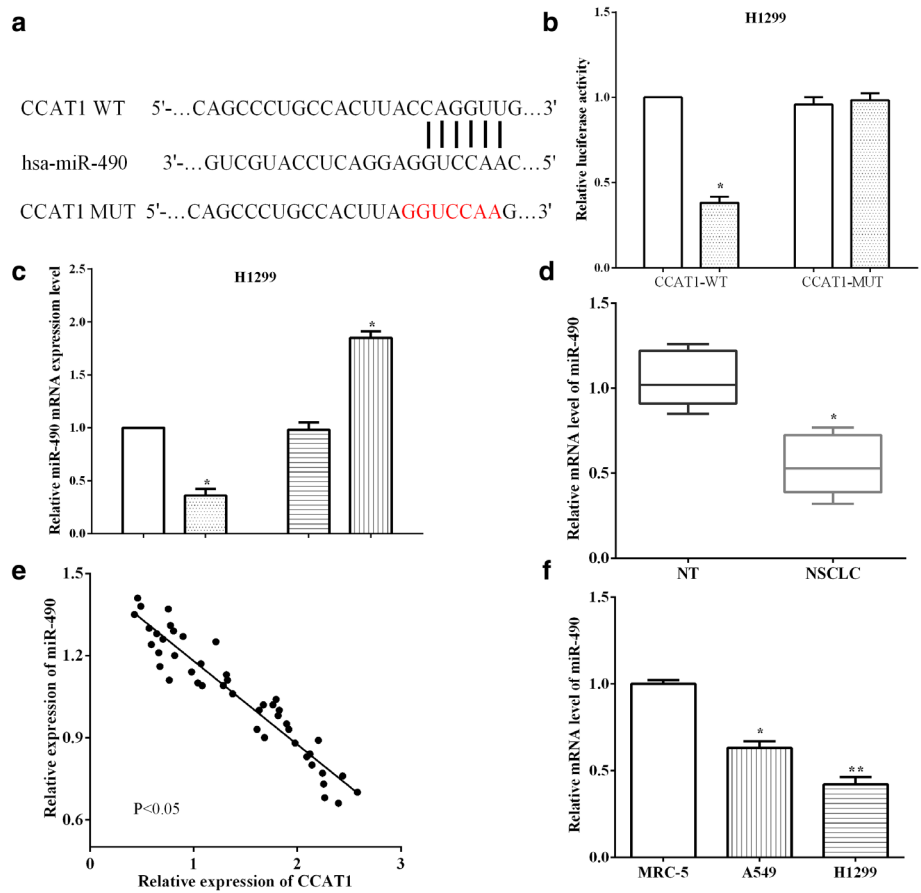 a
CCAT1 WT 5'-...CAGCCCUGCCACUUACCAGGUUG...3'
hsa-miR-490 3'-...GUCGUACCUCAGGAGGUCCAAC...5'
CCAT1 MUT 5'-...CAGCCCUGCCACUUAGGUCCAAG...3'
b
H1299
Relative luciferase activity
1.5
1.0
0.5
0.0
*
CCAT1-WT CCAT1-MUT
c
H1299
Relative miR-490 mRNA expressiom level
2.5
2.0
1.5
1.0
0.5
0.0
*
*
d
Relative mRNA level of miR-490
1.5
1.0
0.5
0.0
*
NT NSCLC
e
Relative expression of miR-490
1.5
1.2
0.9
0.6
P<0.05
0 1 2 3
Relative expression of CCAT1
f
Relative mRNA level of miR-490
1.5
1.0
0.5
0.0
*
**
MRC-5 A549 H1299